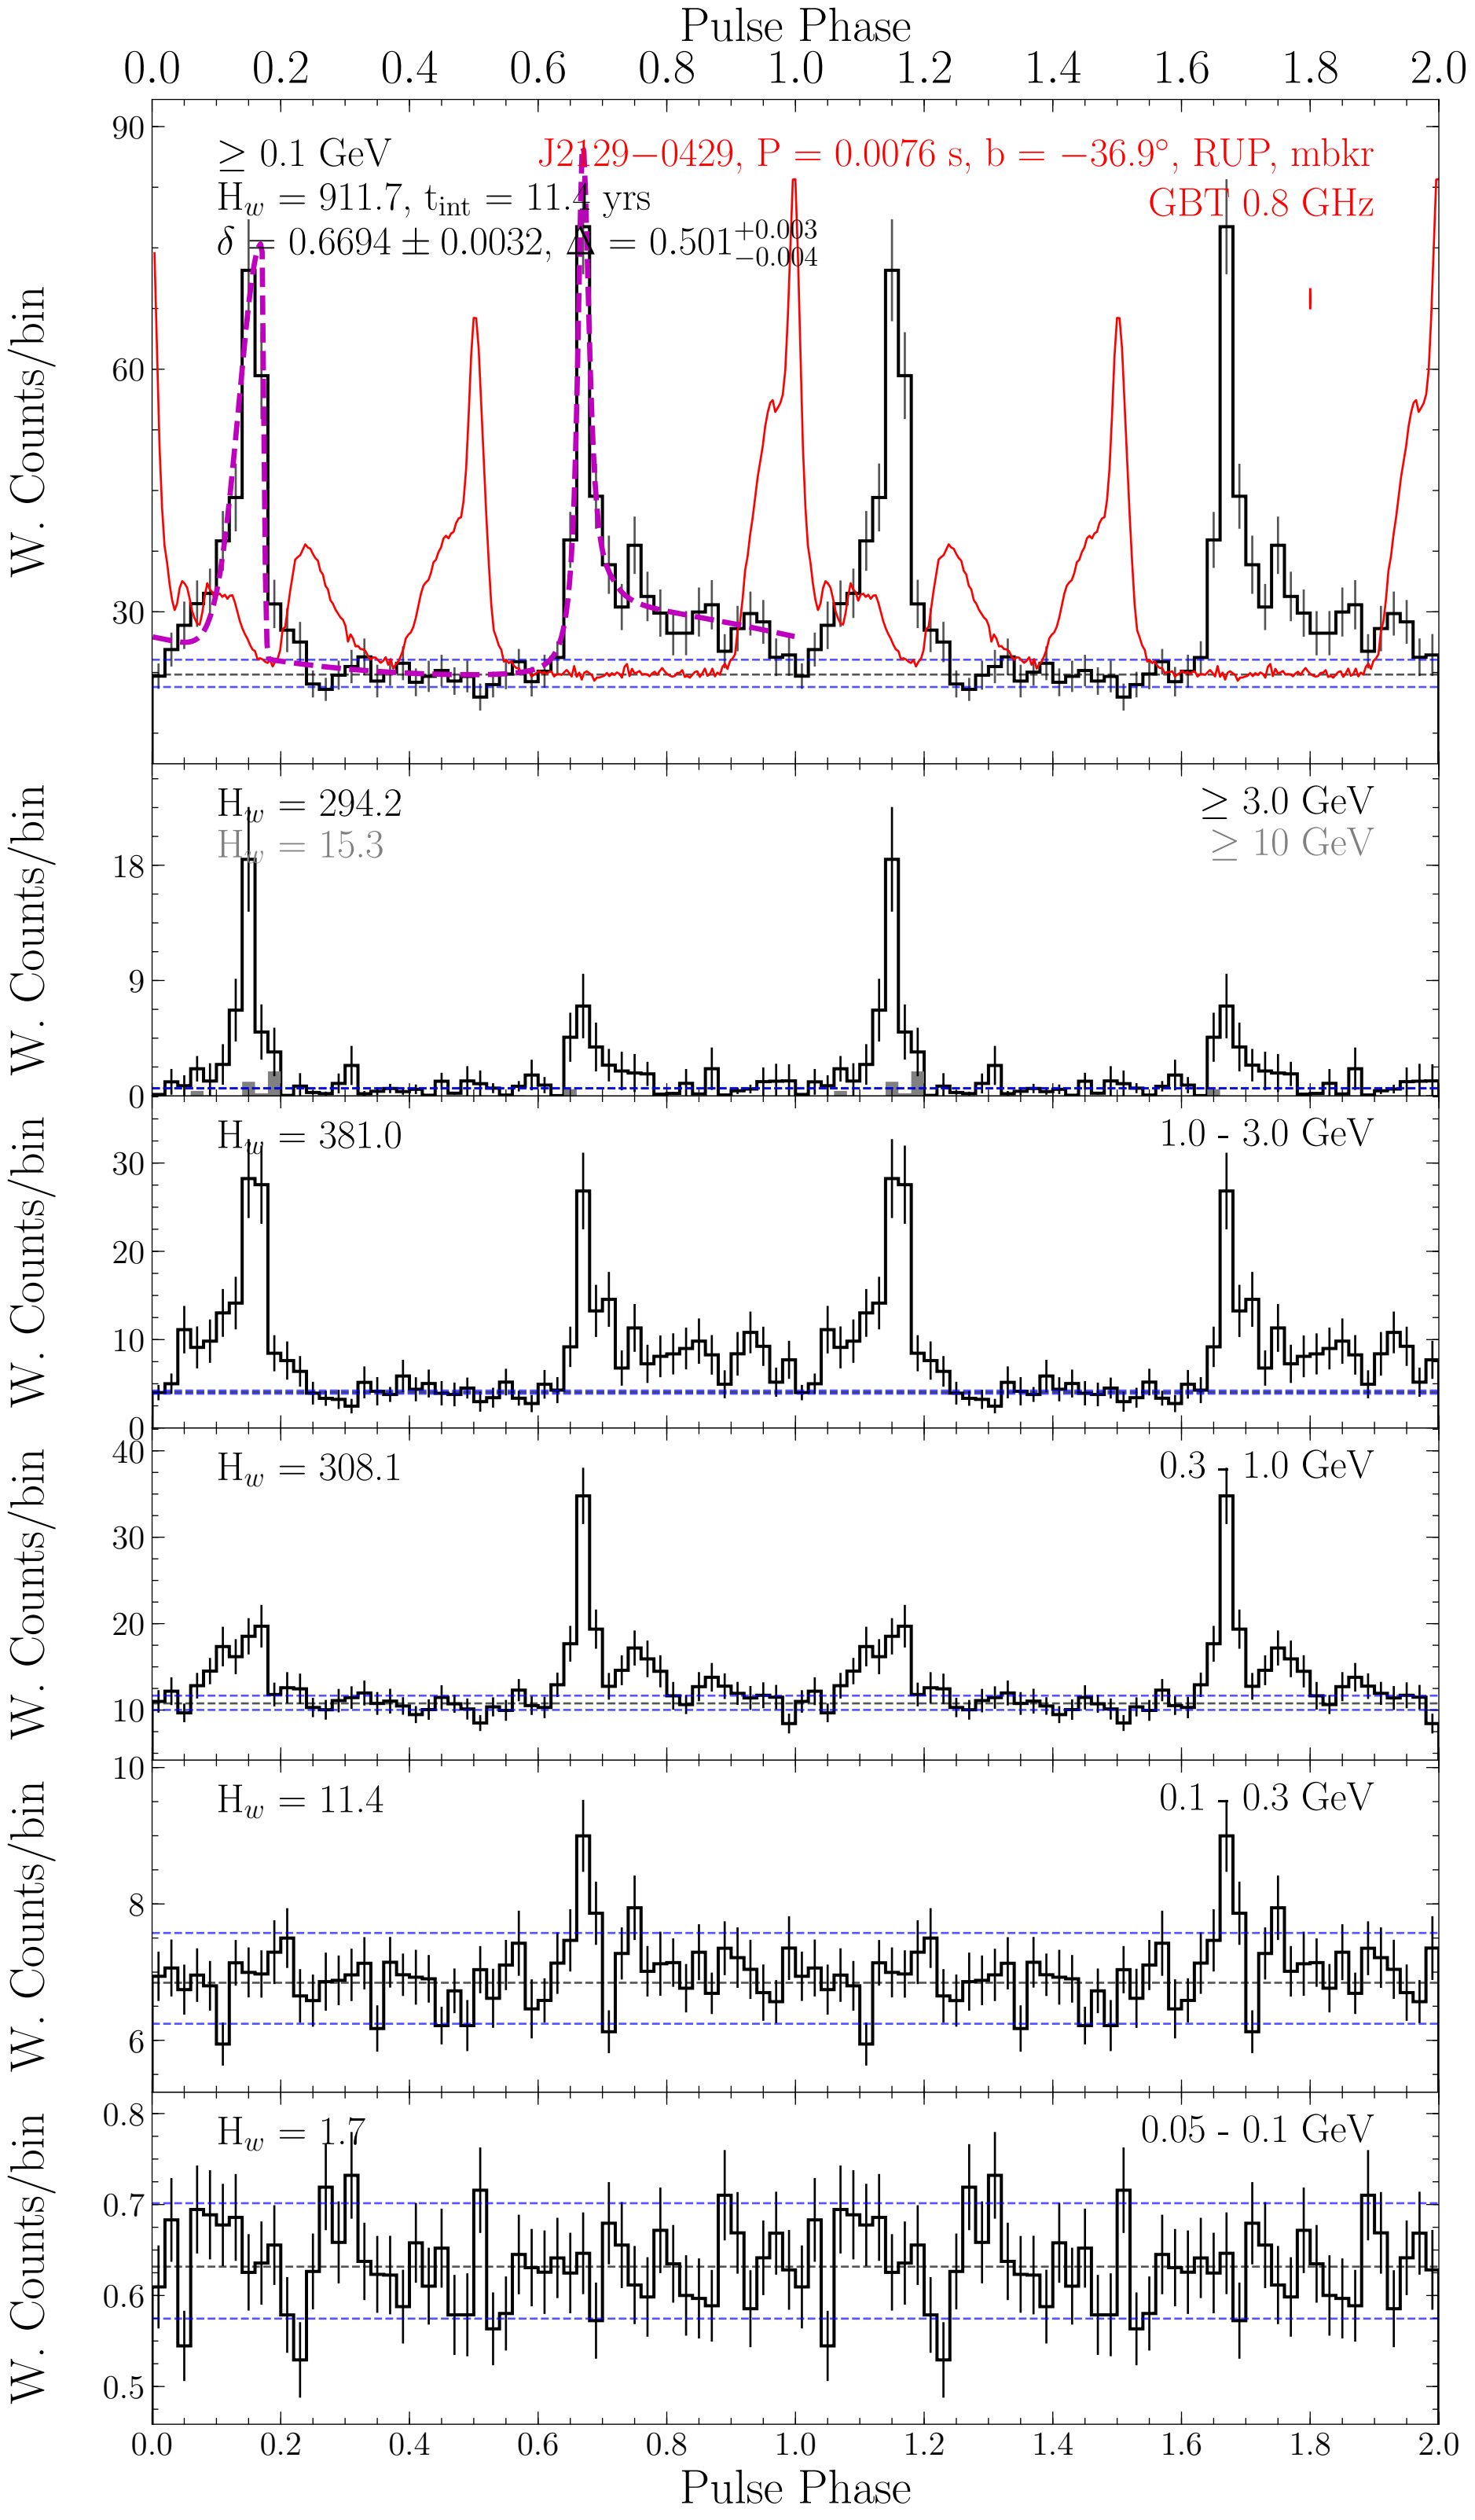 Pulse Phase
0.0 0.2 0.4 0.6 0.8 1.0 1.2 1.4 1.6 1.8 2.0
≥ 0.1 GeV
J2129−0429, P = 0.0076 s, b = −36.9°, RUP, mbkr
H_w = 911.7, t_int = 11.4 yrs
GBT 0.8 GHz
δ = 0.6694 ± 0.0032, Δ = 0.501 +0.003 −0.004
90
60
30
W. Counts/bin
H_w = 294.2
≥ 3.0 GeV
H_w = 15.3
≥ 10 GeV
18
9
0
W. Counts/bin
H_w = 381.0
1.0 - 3.0 GeV
30
20
10
0
W. Counts/bin
H_w = 308.1
0.3 - 1.0 GeV
40
30
20
10
W. Counts/bin
H_w = 11.4
0.1 - 0.3 GeV
10
8
6
W. Counts/bin
H_w = 1.7
0.05 - 0.1 GeV
0.8
0.7
0.6
0.5
W. Counts/bin
0.0 0.2 0.4 0.6 0.8 1.0 1.2 1.4 1.6 1.8 2.0
Pulse Phase